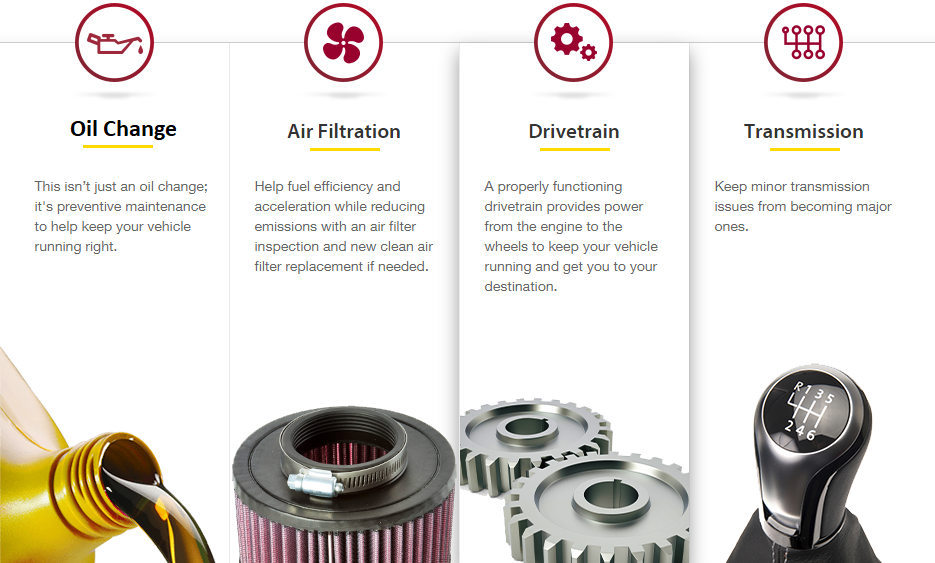 Oil Change
This isn’t just an oil change;
it's preventive maintenance
to help keep your vehicle
running right.
Air Filtration
Help fuel efficiency and
acceleration while reducing
emissions with an air filter
inspection and new clean air
filter replacement if needed.
Drivetrain
A properly functioning
drivetrain provides power
from the engine to the
wheels to keep your vehicle
running and get you to your
destination.
Transmission
Keep minor transmission
issues from becoming major
ones.
R 1 3 5
2 4 6